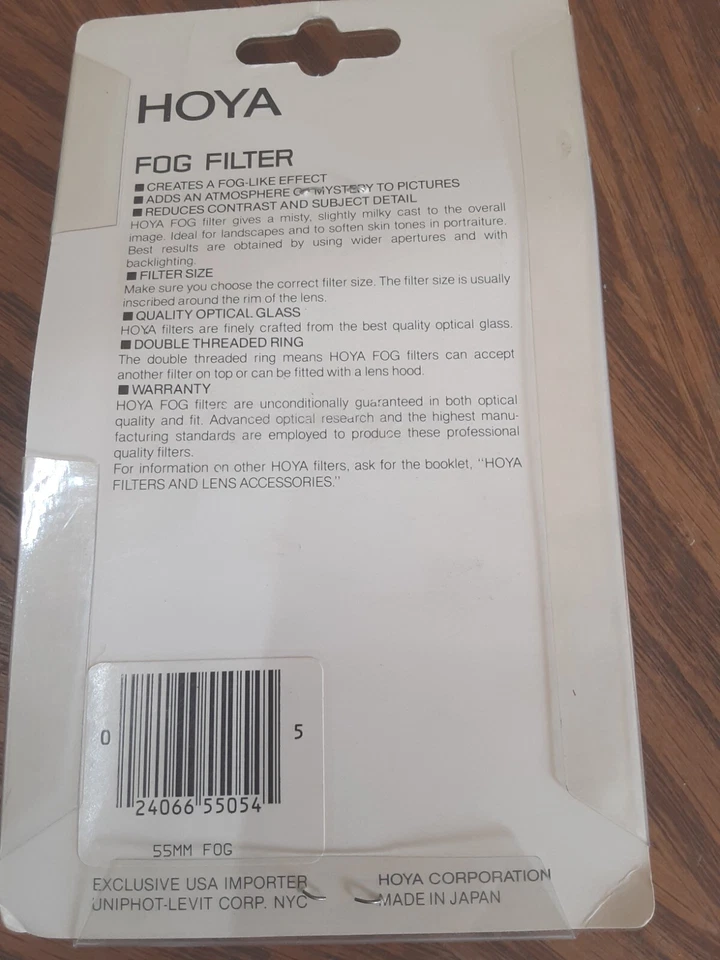 HOYA
FOG FILTER
■ CREATES A FOG-LIKE EFFECT
■ ADDS AN ATMOSPHERE OF MYSTERY TO PICTURES
■ REDUCES CONTRAST AND SUBJECT DETAIL
HOYA FOG filter gives a misty, slightly milky cast to the overall
image. Ideal for landscapes and to soften skin tones in portraiture.
Best results are obtained by using wider apertures and with
backlighting.
■ FILTER SIZE
Make sure you choose the correct filter size. The filter size is usually
inscribed around the rim of the lens.
■ QUALITY OPTICAL GLASS
HOYA filters are finely crafted from the best quality optical glass.
■ DOUBLE THREADED RING
The double threaded ring means HOYA FOG filters can accept
another filter on top or can be fitted with a lens hood.
■ WARRANTY
HOYA FOG filters are unconditionally guaranteed in both optical
quality and fit. Advanced optical research and the highest manu-
facturing standards are employed to produce these professional
quality filters.
For information on other HOYA filters, ask for the booklet, "HOYA
FILTERS AND LENS ACCESSORIES."
0 24066 55054 5
55MM FOG
EXCLUSIVE USA IMPORTER
UNIPHOT-LEVIT CORP. NYC
HOYA CORPORATION
MADE IN JAPAN